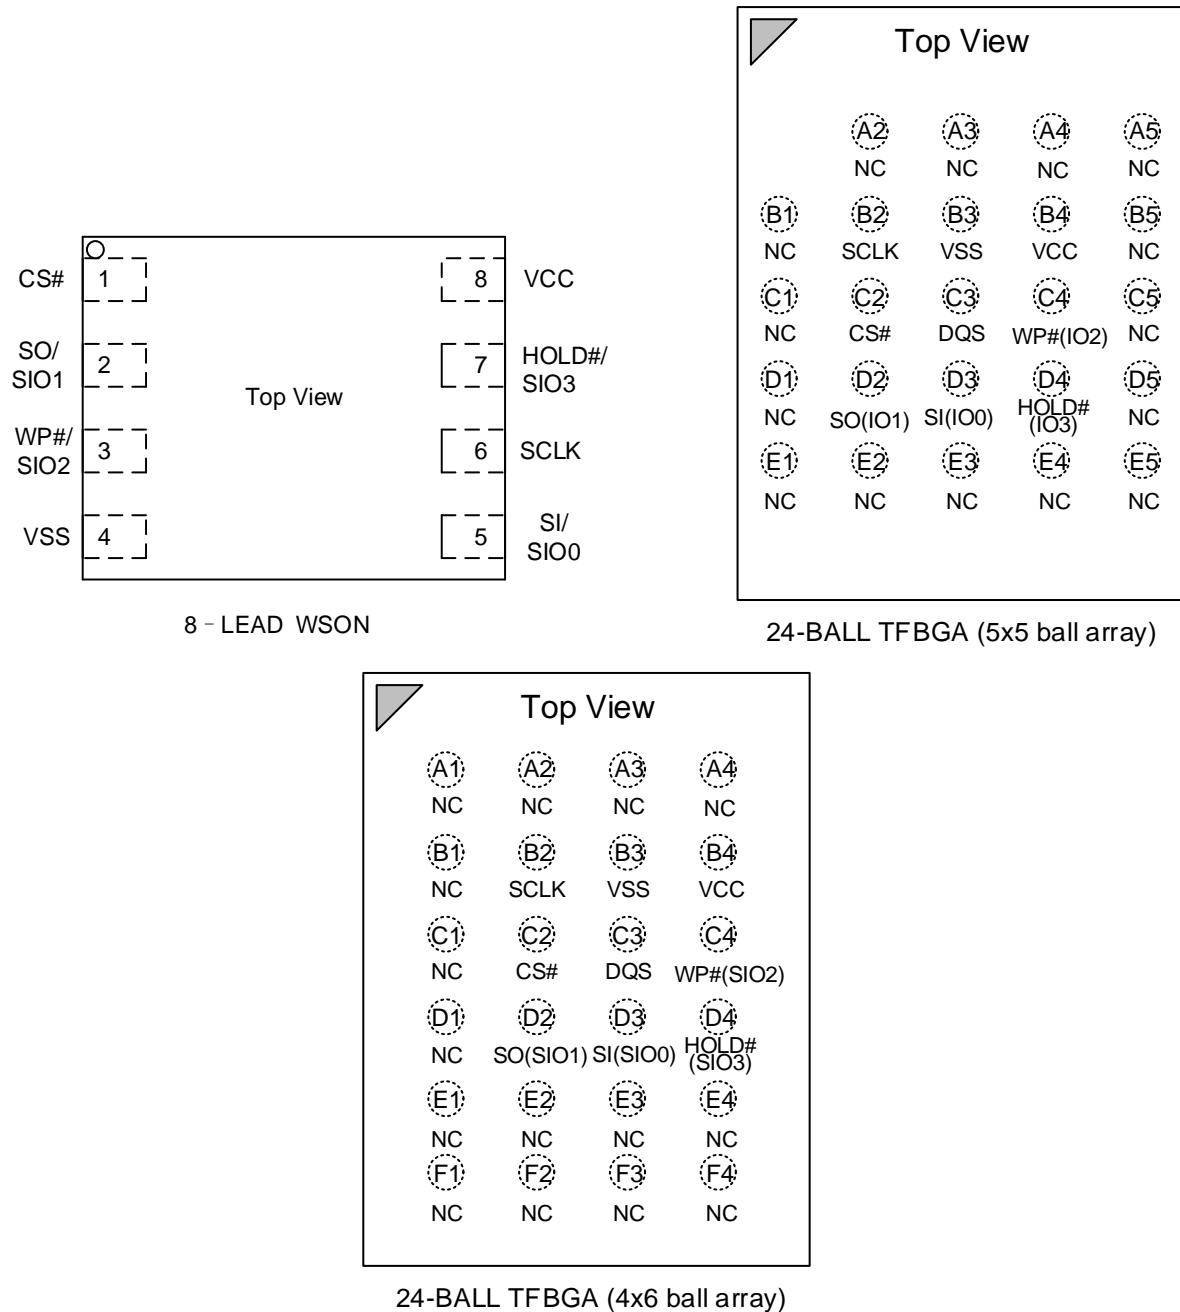 CS# 1 8 VCC
SO/
SIO1 2 7 HOLD#/
SIO3
Top View
WP#/
SIO2 3 6 SCLK
VSS 4 5 SI/
SIO0
8 - LEAD WSON
Top View
A2 A3 A4 A5
NC NC NC NC
B1 B2 B3 B4 B5
NC SCLK VSS VCC NC
C1 C2 C3 C4 C5
NC CS# DQS WP#(IO2) NC
D1 D2 D3 D4 D5
NC SO(IO1) SI(IO0) HOLD#
(IO3) NC
E1 E2 E3 E4 E5
NC NC NC NC NC
24-BALL TFBGA (5x5 ball array)
Top View
A1 A2 A3 A4
NC NC NC NC
B1 B2 B3 B4
NC SCLK VSS VCC
C1 C2 C3 C4
NC CS# DQS WP#(SIO2)
D1 D2 D3 D4
NC SO(SIO1) SI(SIO0) HOLD#
(SIO3)
E1 E2 E3 E4
NC NC NC NC
F1 F2 F3 F4
NC NC NC NC
24-BALL TFBGA (4x6 ball array)